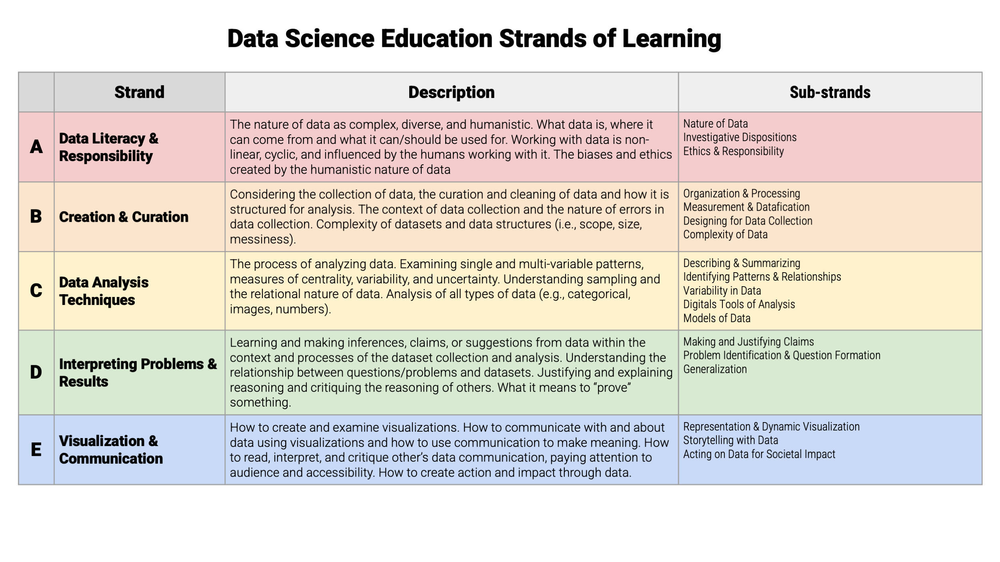 Data Science Education Strands of Learning
Strand
Description
Sub-strands
A
Data Literacy &
Responsibility
The nature of data as complex, diverse, and humanistic. What data is, where it
can come from and what it can/should be used for. Working with data is non-
linear, cyclic, and influenced by the humans working with it. The biases and ethics
created by the humanistic nature of data
Nature of Data
Investigative Dispositions
Ethics & Responsibility
B
Creation & Curation
Considering the collection of data, the curation and cleaning of data and how it is
structured for analysis. The context of data collection and the nature of errors in
data collection. Complexity of datasets and data structures (i.e., scope, size,
messiness).
Organization & Processing
Measurement & Datafication
Designing for Data Collection
Complexity of Data
C
Data Analysis
Techniques
The process of analyzing data. Examining single and multi-variable patterns,
measures of centrality, variability, and uncertainty. Understanding sampling and
the relational nature of data. Analysis of all types of data (e.g., categorical,
images, numbers).
Describing & Summarizing
Identifying Patterns & Relationships
Variability in Data
Digitals Tools of Analysis
Models of Data
D
Interpreting Problems &
Results
Learning and making inferences, claims, or suggestions from data within the
context and processes of the dataset collection and analysis. Understanding the
relationship between questions/problems and datasets. Justifying and explaining
reasoning and critiquing the reasoning of others. What it means to “prove”
something.
Making and Justifying Claims
Problem Identification & Question Formation
Generalization
E
Visualization &
Communication
How to create and examine visualizations. How to communicate with and about
data using visualizations and how to use communication to make meaning. How
to read, interpret, and critique other’s data communication, paying attention to
audience and accessibility. How to create action and impact through data.
Representation & Dynamic Visualization
Storytelling with Data
Acting on Data for Societal Impact